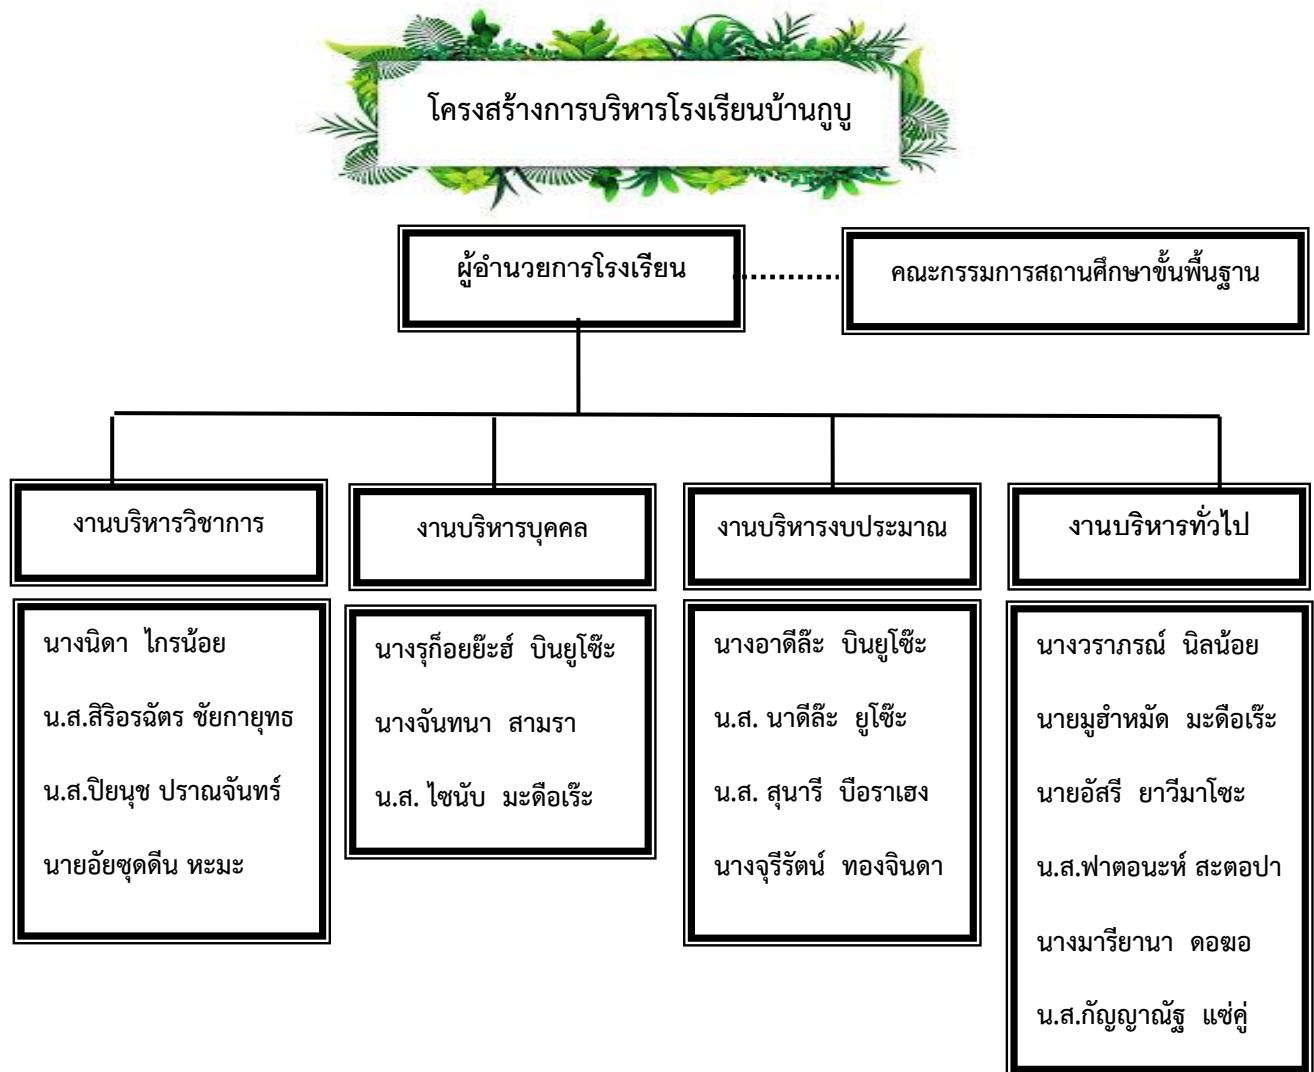 โครงสร้างการบริหารโรงเรียนบ้านกูบู
ผู้อำนวยการโรงเรียน
คณะกรรมการสถานศึกษาขั้นพื้นฐาน
งานบริหารวิชาการ
งานบริหารบุคคล
งานบริหารงบประมาณ
งานบริหารทั่วไป
นางนิดา ไกรน้อย
น.ส.สิริอรฉัตร ชัยกายุทธ
น.ส.ปิยนุช ปราณจันทร์
นายอัยซุดดีน หะมะ
นางรุก็อยย๊ะฮ์ บินยูโซ๊ะ
นางจันทนา สามรา
น.ส. ไซนับ มะดือเร๊ะ
นางอาดีล๊ะ บินยูโซ๊ะ
น.ส. นาดีล๊ะ ยูโซ๊ะ
น.ส. สุนารี บือราเฮง
นางจุรีรัตน์ ทองจินดา
นางวราภรณ์ นิลน้อย
นายมูฮำหมัด มะดือเร๊ะ
นายอัสรี ยาวีมาโซะ
น.ส.ฟาตอนะห์ สะตอปา
นางมารียานา ดอฆอ
น.ส.กัญญาณัฐ แซ่คู่